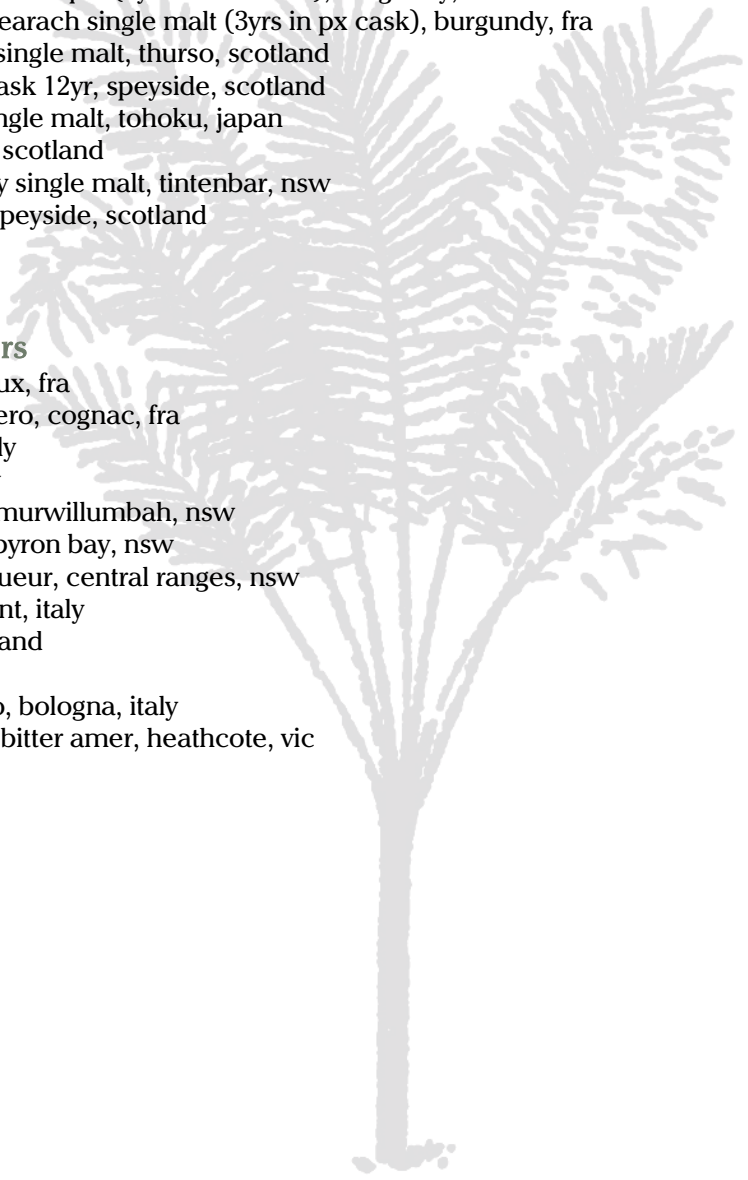 earach single malt (3yrs in px cask), burgundy, fra
single malt, thurso, scotland
ask 12yr, speyside, scotland
ngle malt, tohoku, japan
scotland
y single malt, tintenbar, nsw
peyside, scotland
rs
ux, fra
ero, cognac, fra
ly
murwillumbah, nsw
byron bay, nsw
ueur, central ranges, nsw
nt, italy
and
o, bologna, italy
bitter amer, heathcote, vic